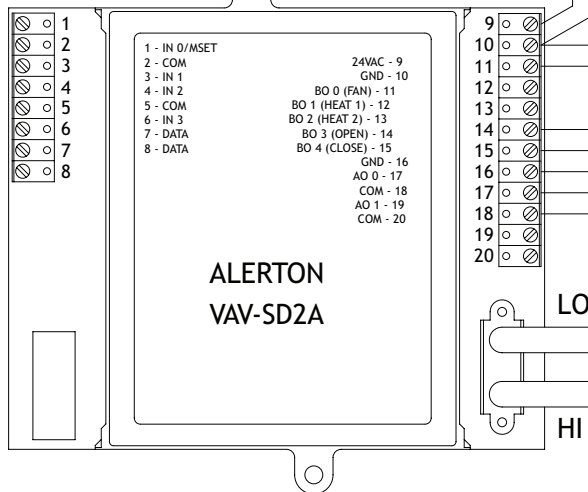 1
2
3
4
5
6
7
8
1 - IN 0/MSET
2 - COM
3 - IN 1
4 - IN 2
5 - COM
6 - IN 3
7 - DATA
8 - DATA
24VAC - 9
GND - 10
BO 0 (FAN) - 11
BO 1 (HEAT 1) - 12
BO 2 (HEAT 2) - 13
BO 3 (OPEN) - 14
BO 4 (CLOSE) - 15
GND - 16
AO 0 - 17
COM - 18
AO 1 - 19
COM - 20
ALERTON
VAV-SD2A
9
10
11
12
13
14
15
16
17
18
19
20
LO
HI